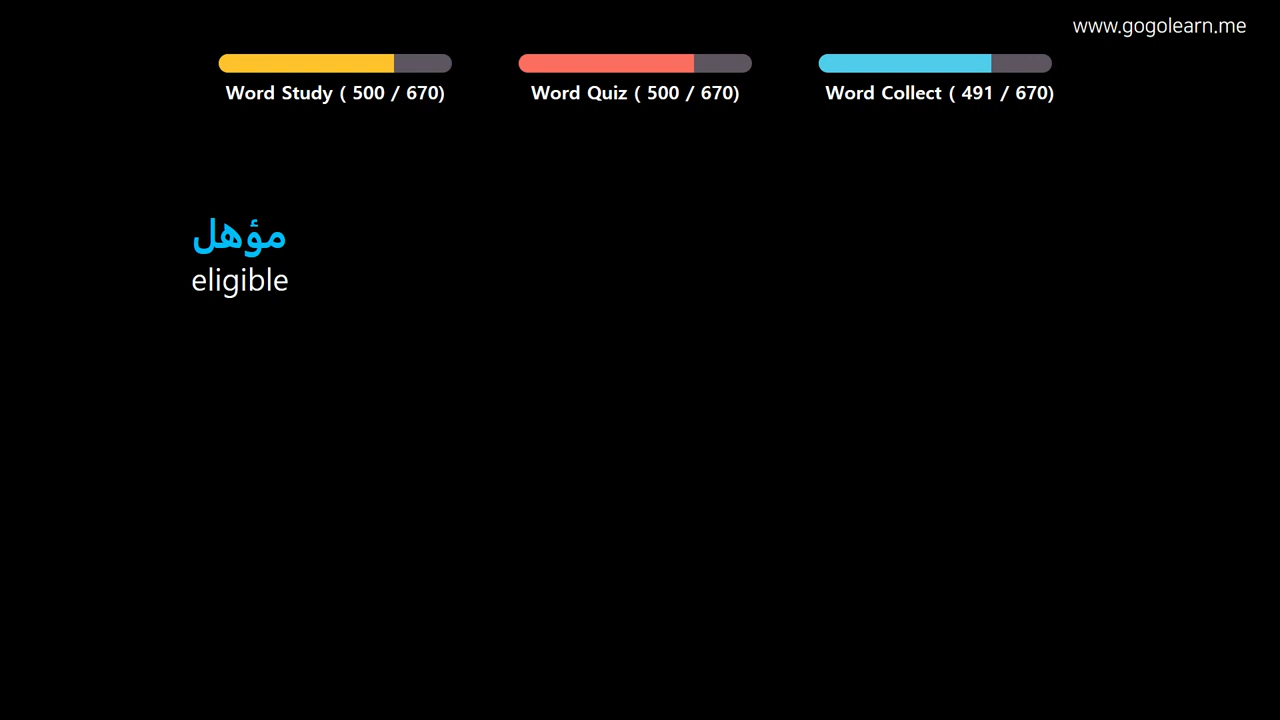 www.gogolearn.me
Word Study ( 500 / 670)
Word Quiz ( 500 / 670)
Word Collect ( 491 / 670)
مؤهل
eligible